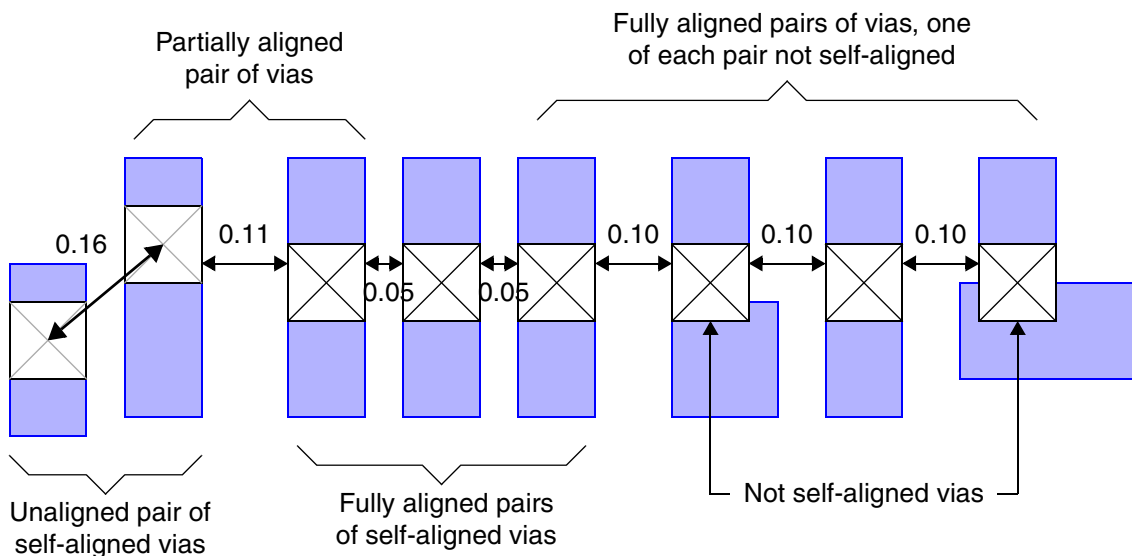 Partially aligned
pair of vias
Fully aligned pairs of vias, one
of each pair not self-aligned
0.16
0.11
0.05
0.05
0.10
0.10
0.10
Unaligned pair of
self-aligned vias
Fully aligned pairs
of self-aligned vias
Not self-aligned vias